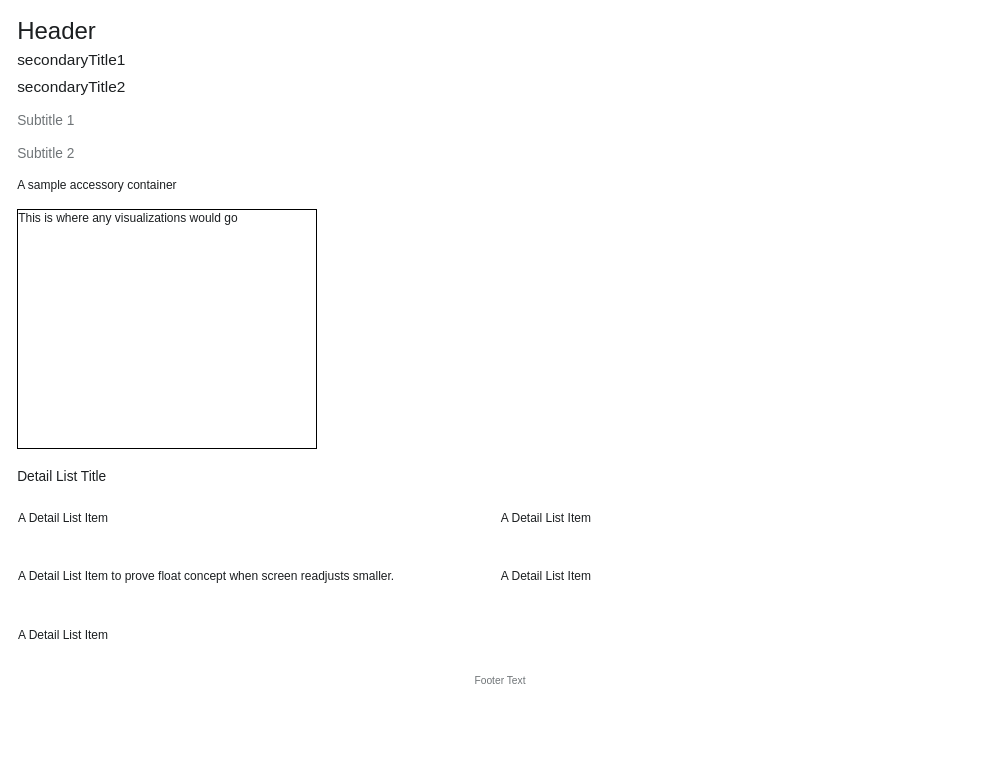 Header
secondaryTitle1
secondaryTitle2
Subtitle 1
Subtitle 2
A sample accessory container
This is where any visualizations would go
Detail List Title
A Detail List Item
A Detail List Item
A Detail List Item to prove float concept when screen readjusts smaller.
A Detail List Item
A Detail List Item
Footer Text